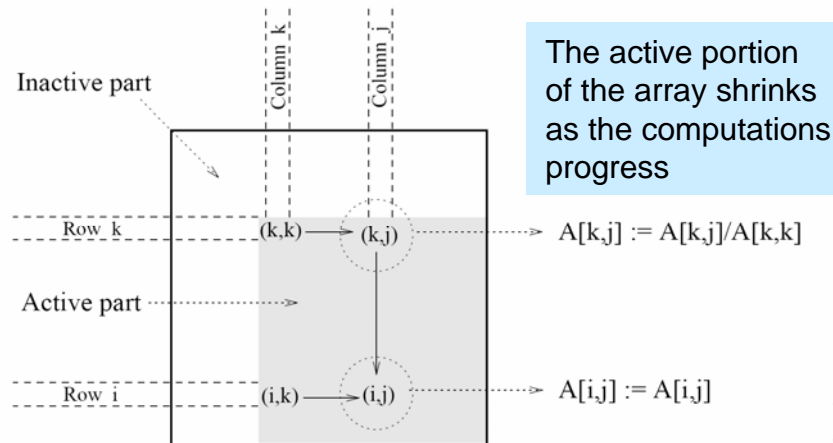 Column k
Column j
The active portion
of the array shrinks
as the computations
progress
Inactive part
Row k
(k,k)
(k,j)
A[k,j] := A[k,j]/A[k,k]
Active part
Row i
(i,k)
(i,j)
A[i,j] := A[i,j]